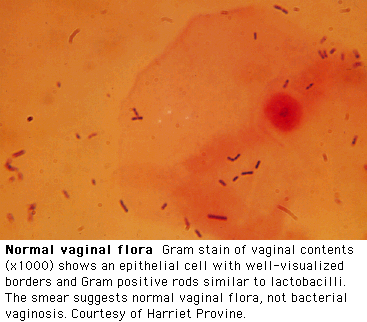 Normal vaginal flora Gram stain of vaginal contents
(x1000) shows an epithelial cell with well-visualized
borders and Gram positive rods similar to lactobacilli.
The smear suggests normal vaginal flora, not bacterial
vaginosis. Courtesy of Harriet Provine.